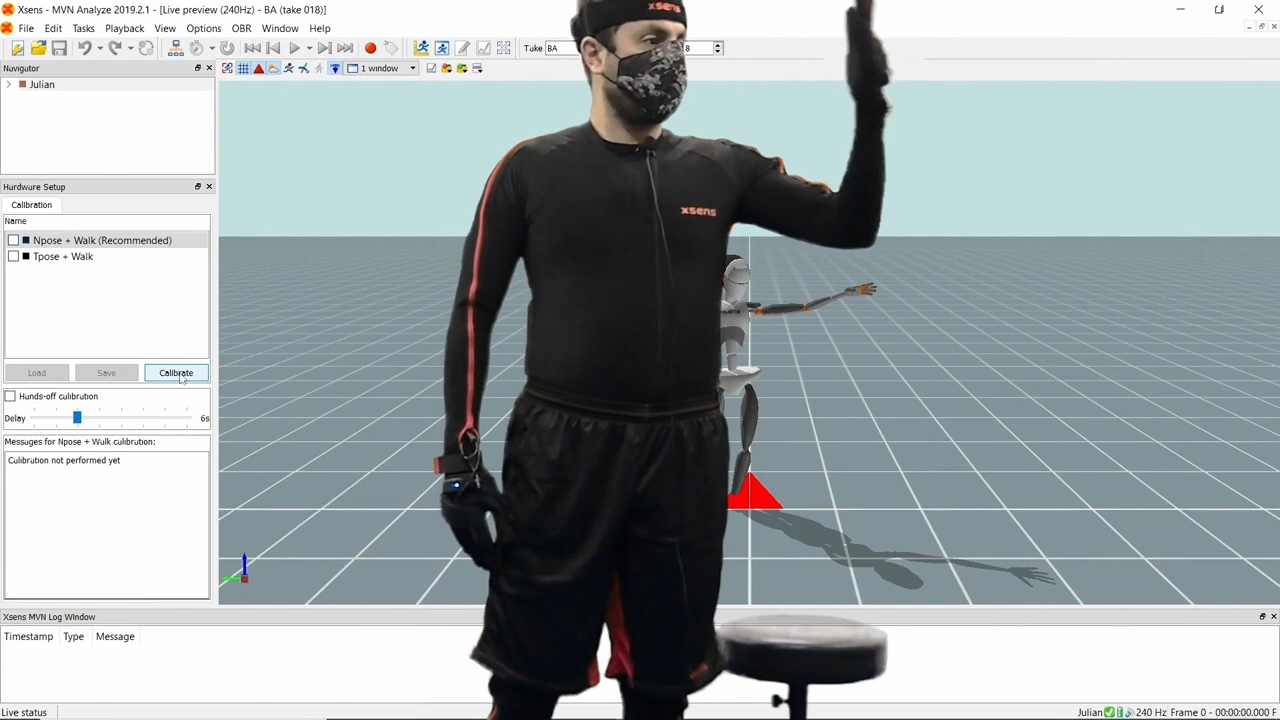 Xsens - MVN Analyze 2019.2.1 - [Live preview (240Hz) - BA (take 018)]
File Edit Tasks Playback View Options OBR Window Help
Take BA 8
Navigator
1 window
Julian
Hardware Setup
Calibration
Name
Npose + Walk (Recommended)
Tpose + Walk
Load Save Calibrate
Hands-off calibration
Delay 6s
Messages for Npose + Walk calibration:
Calibration not performed yet
xsens
xsens
Xsens MVN Log Window
Timestamp Type Message
Live status
Julian 240 Hz Frame 0 - 00:00:00.000 F